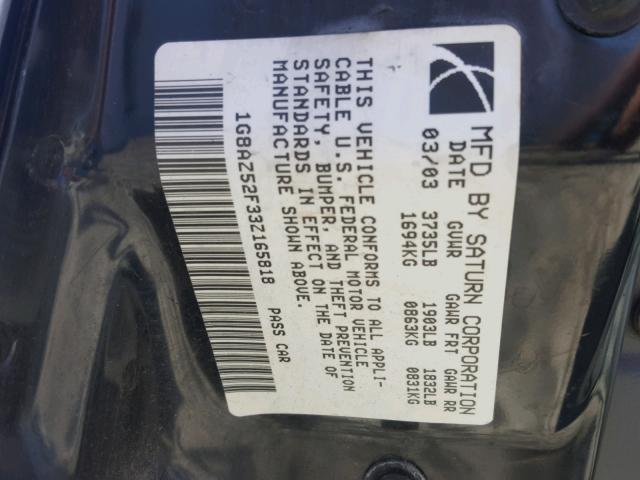 MFD BY SATURN CORPORATION
DATE GVWR GAWR FRT GAWR RR
03/03 3735LB 1903LB 1832LB
1694KG 0863KG 0831KG
THIS VEHICLE CONFORMS TO ALL APPLI-
CABLE U.S. FEDERAL MOTOR VEHICLE
SAFETY, BUMPER, AND THEFT PREVENTION
STANDARDS IN EFFECT ON THE DATE OF
MANUFACTURE SHOWN ABOVE.
1G8AZ52F33Z165818 PASS CAR